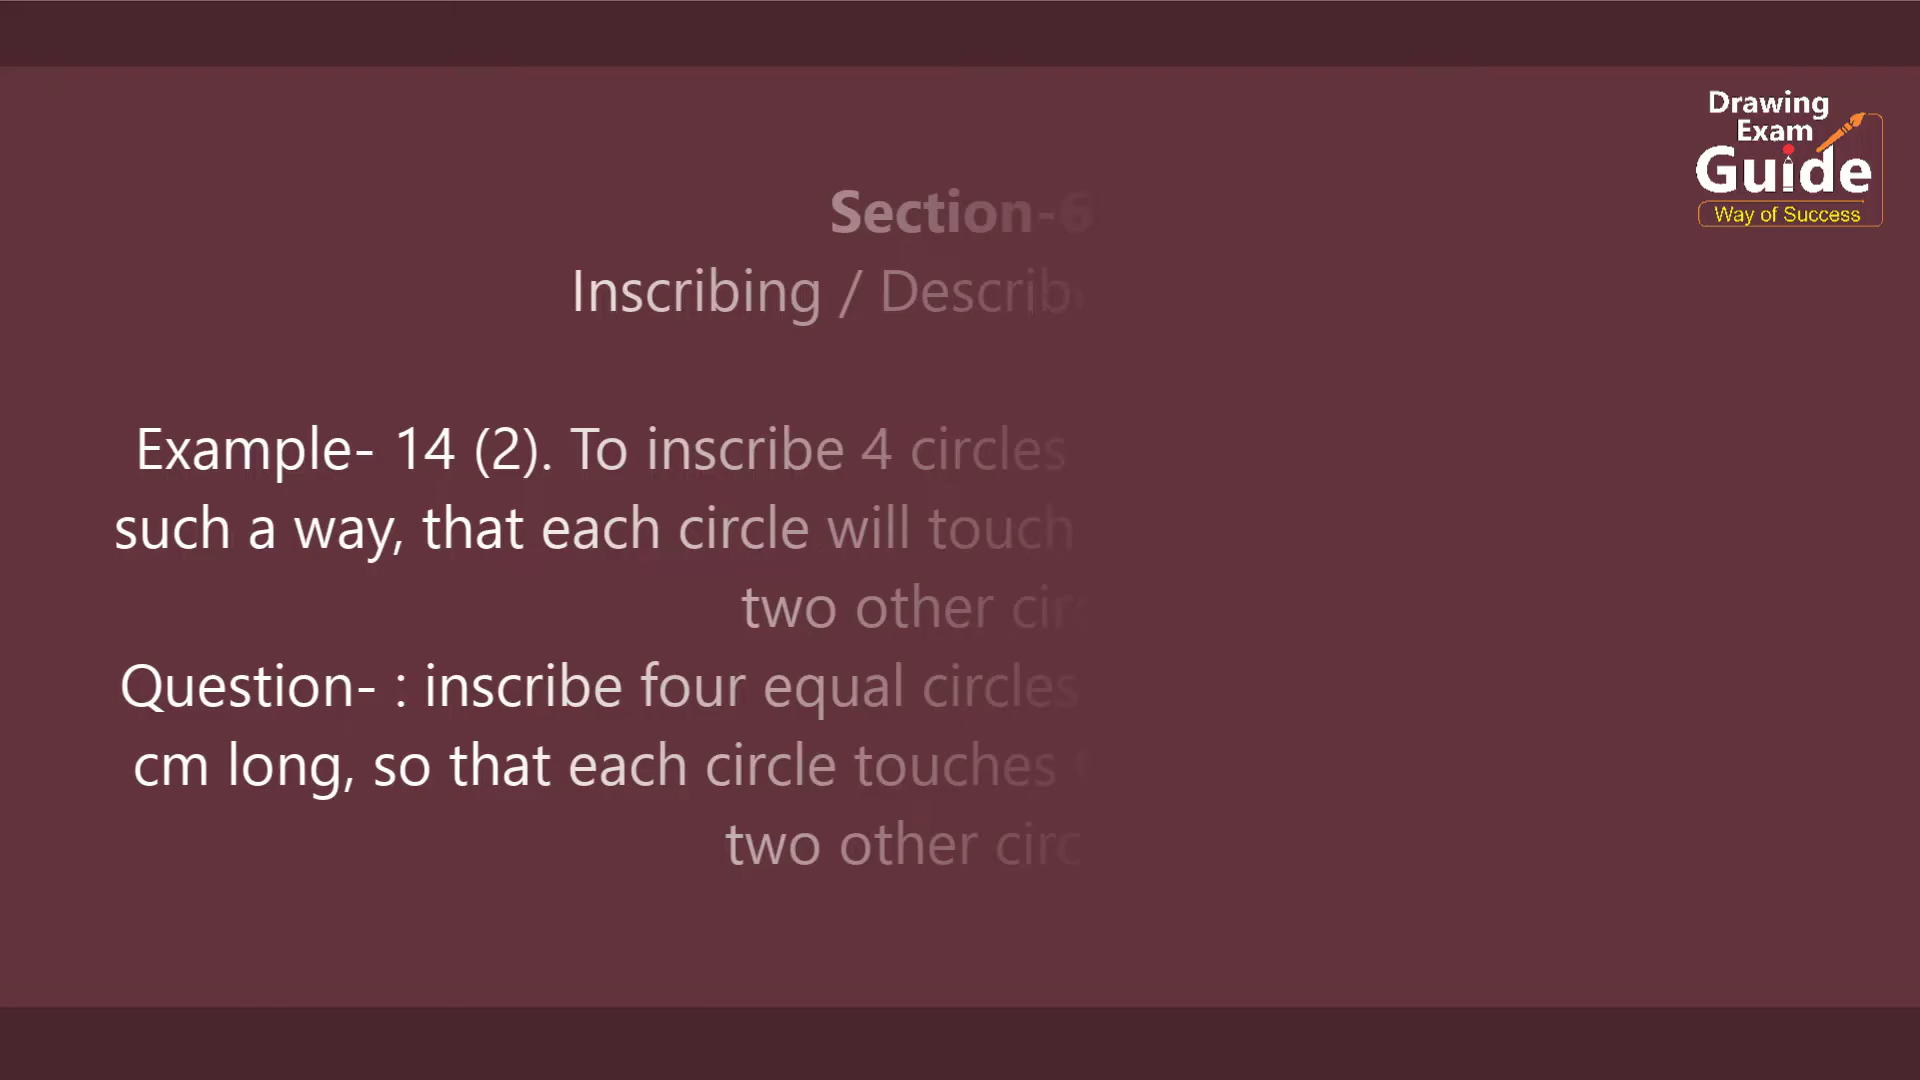 Drawing
Exam
Guide
Way of Success
Section-6
Inscribing /
Example- 14 (2). To inscribe 4 circles
such a way, that each circle will touch
two other
Question- : inscribe four equal circles
cm long, so that each circle touches
two other